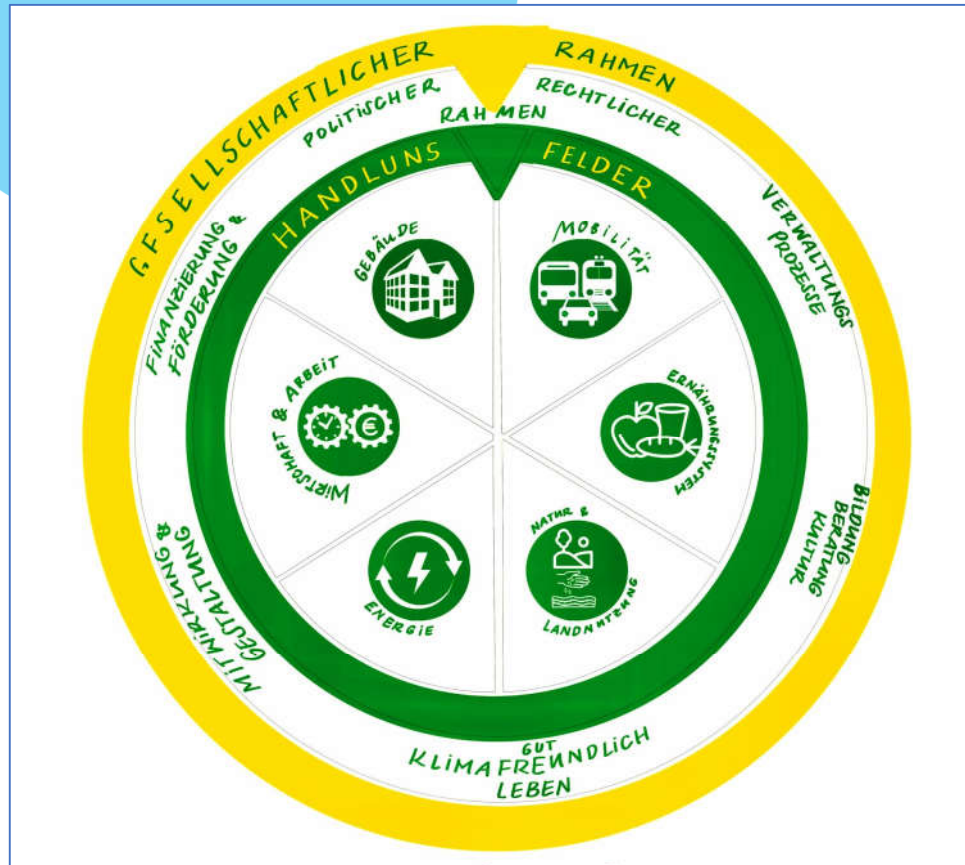 GFSELLSCHAFTLICHER RAHMEN
POLITISCHER RECHTLICHER
RAHMEN
HANDLUNS FELDER
VERWALTUNGS
PROZESSE
BILDUNG
BERATUNG
KULTUR
GUT
KLIMAFREUNDLICH
LEBEN
MITWIRKUNG &
GESTALTUNG
FINANZIERUNG &
FÖRDERUNG
GEBÄUDE
MOBILITÄT
ERNÄHRUNGSSYSTEM
NATUR &
LANDNUTZUNG
ENERGIE
WIRTSCHAFT & ARBEIT
€